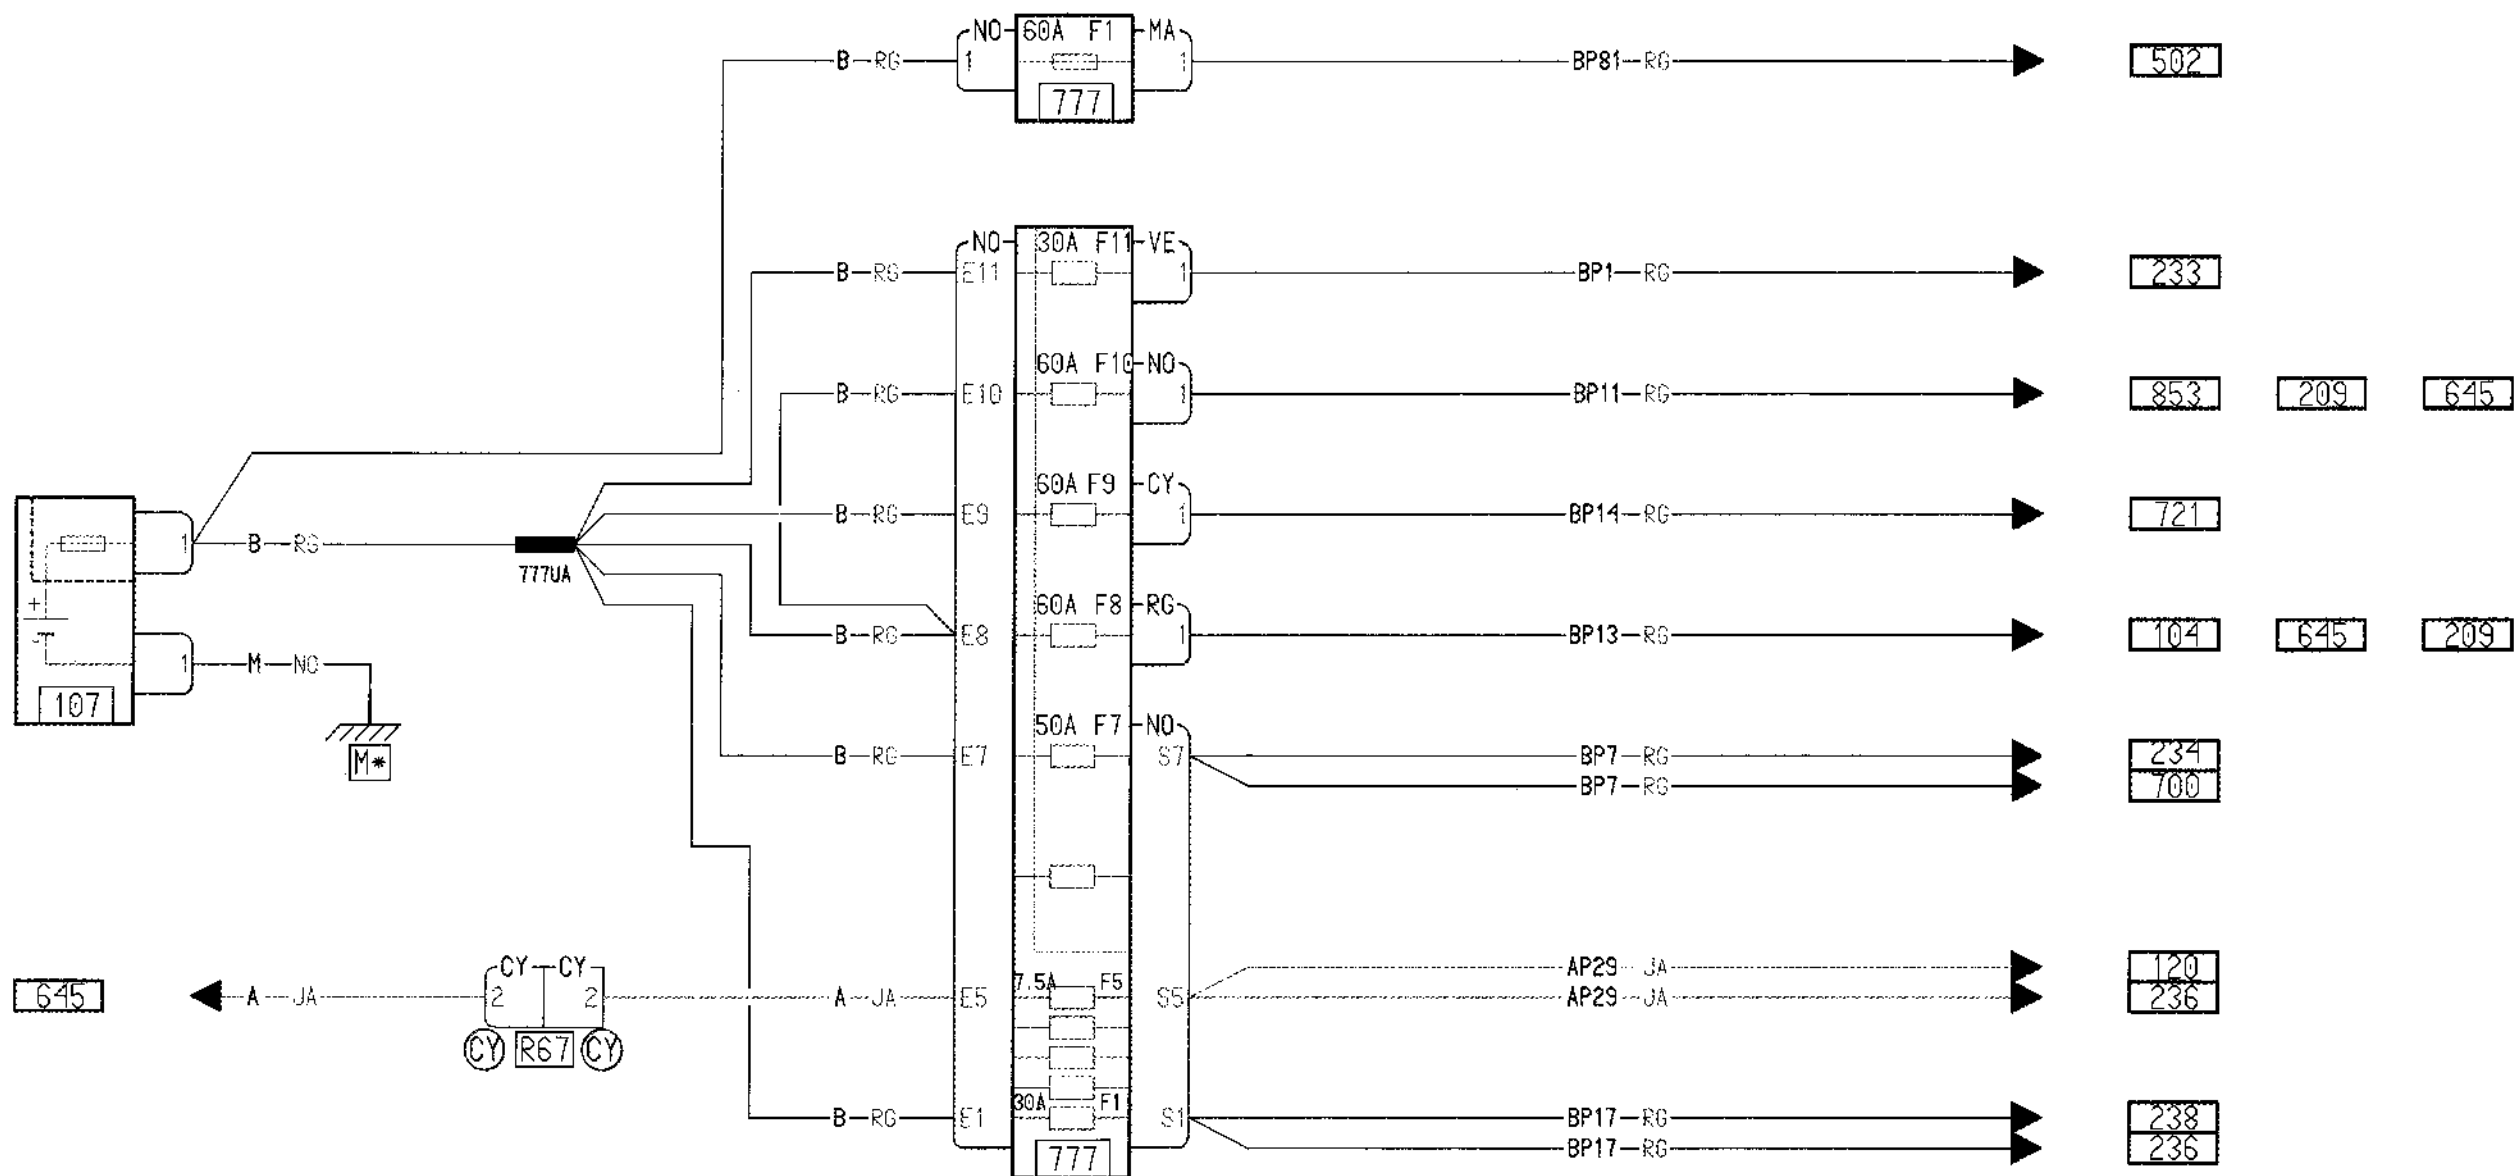 NO 60A F1 MA
B RG 1 1 BP81 RG 502
777
NO 30A F11 VE
B RG E11 1 BP1 RG 233
60A F10 NO
B RG E10 1 BP11 RG 853 209 645
60A F9 CY
B RG E9 1 BP14 RG 721
1 B RG
777UA
+
-
60A F8 RG
B RG E8 1 BP13 RG 104 645 209
1 M NO
107
M*
50A F7 NO
B RG E7 S7 BP7 RG 234
BP7 RG 700
CY CY
AP29 JA 120
7.5A F5
645 A JA 2 2 A JA E5 S5 AP29 JA 236
CY R67 CY
30A F1
B RG E1 S1 BP17 RG 238
BP17 RG 236
777